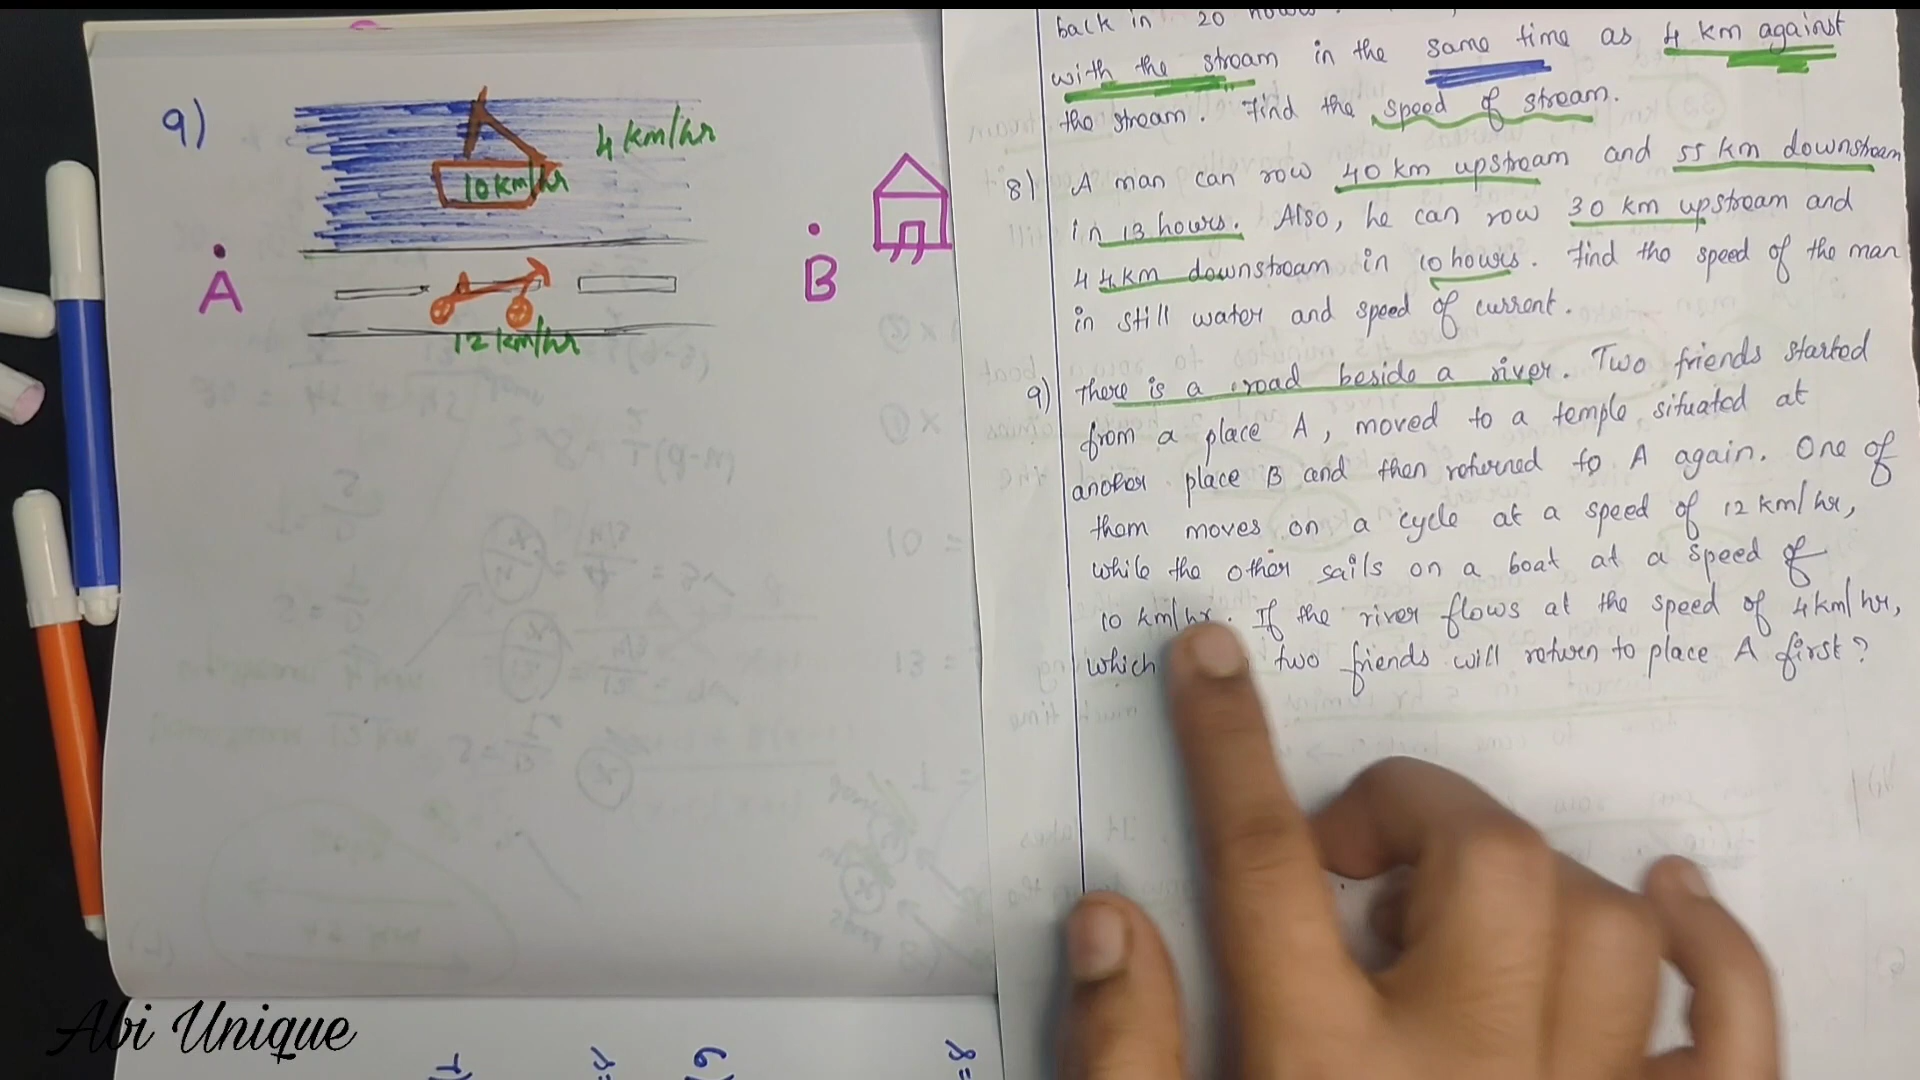 9)
4 km/hr
10 km/hr
A
B
12 km/hr
back in 20 hours.
with the stream in the same time as 4 km against
the stream. Find the speed of stream.
8) A man can row 40 km upstream and 55 km downstream
in 13 hours. Also, he can row 30 km upstream and
44 km downstream in 10 hours. Find the speed of the man
in still water and speed of current.
9) There is a road beside a river. Two friends started
from a place A, moved to a temple situated at
another place B and then returned to A again. One of
them moves on a cycle at a speed of 12 km/hr,
while the other sails on a boat at a speed of
10 km/hr. If the river flows at the speed of 4 km/hr,
which two friends will return to place A first?
Abi Unique